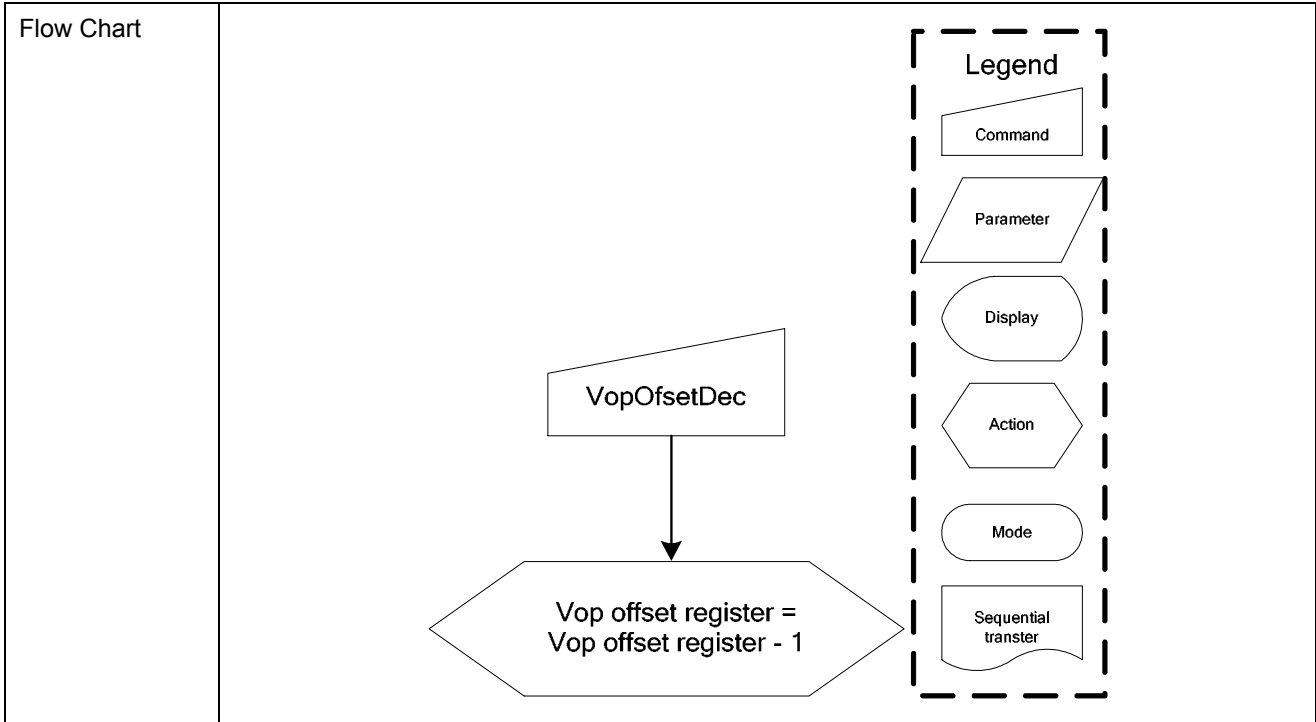 Flow Chart
VopOfsetDec
Vop offset register =
Vop offset register - 1
Legend
Command
Parameter
Display
Action
Mode
Sequential
transter